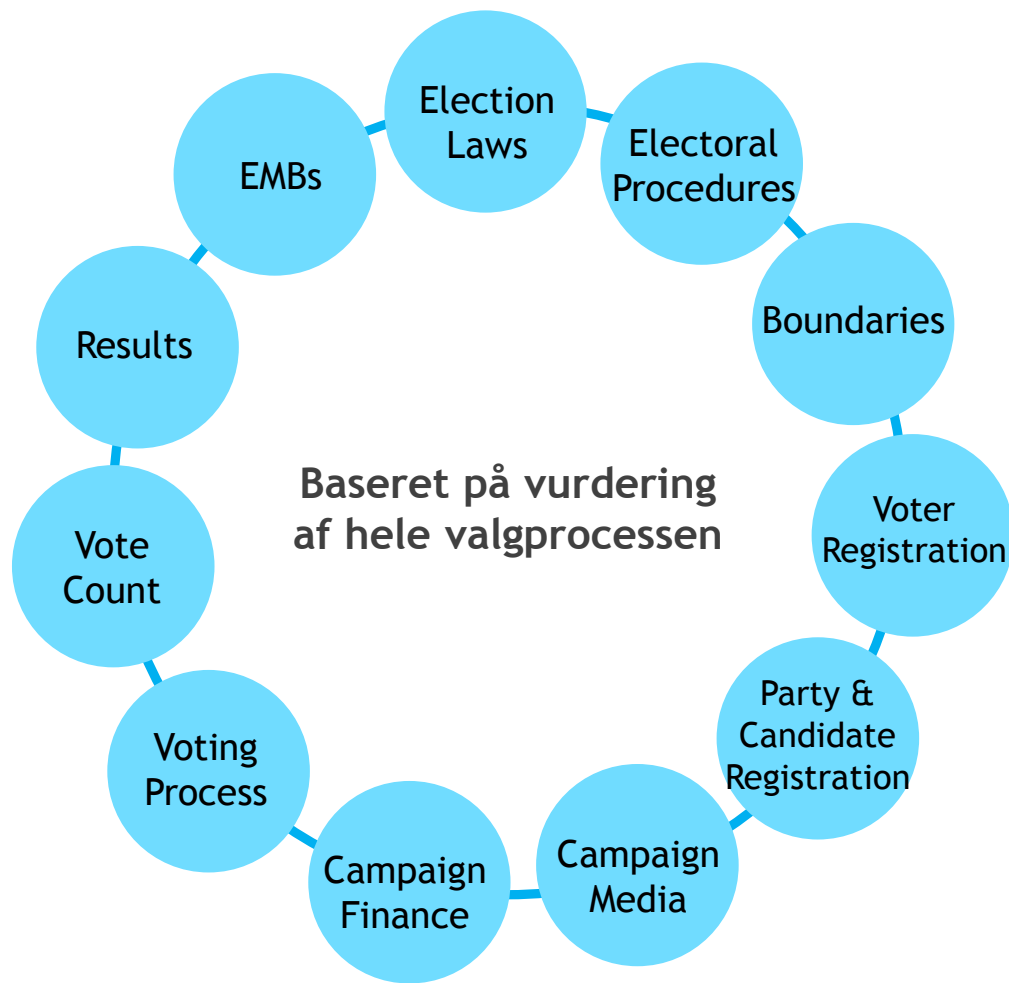 Election
Laws
Electoral
Procedures
Boundaries
Voter
Registration
Party &
Candidate
Registration
Campaign
Media
Campaign
Finance
Voting
Process
Vote
Count
Results
EMBs
Baseret på vurdering
af hele valgprocessen